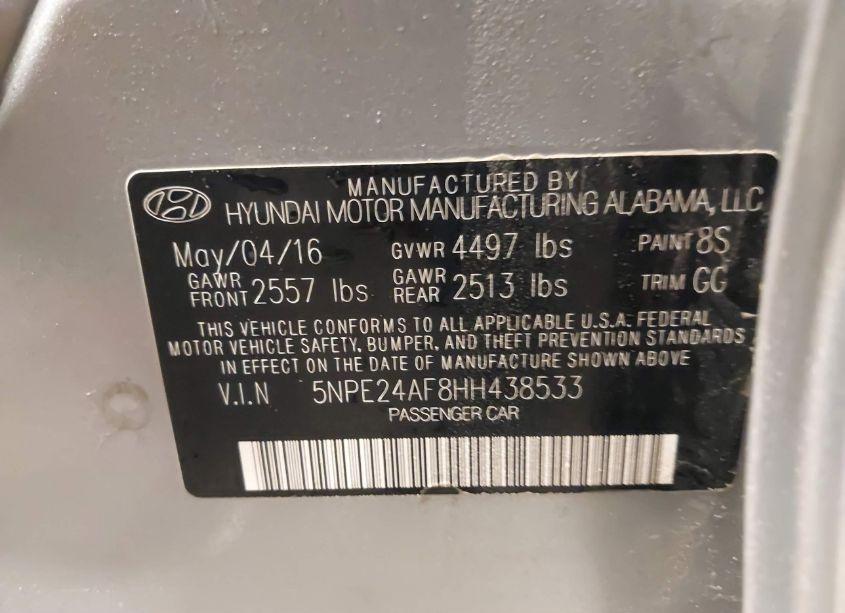 MANUFACTURED BY
HYUNDAI MOTOR MANUFACTURING ALABAMA, LLC
May/04/16 GVWR 4497 lbs PAINT 8S
GAWR FRONT 2557 lbs GAWR REAR 2513 lbs TRIM GG
THIS VEHICLE CONFORMS TO ALL APPLICABLE U.S.A. FEDERAL
MOTOR VEHICLE SAFETY, BUMPER, AND THEFT PREVENTION STANDARDS
IN EFFECT ON THE DATE OF MANUFACTURE SHOWN ABOVE
V.I.N 5NPE24AF8HH438533
PASSENGER CAR